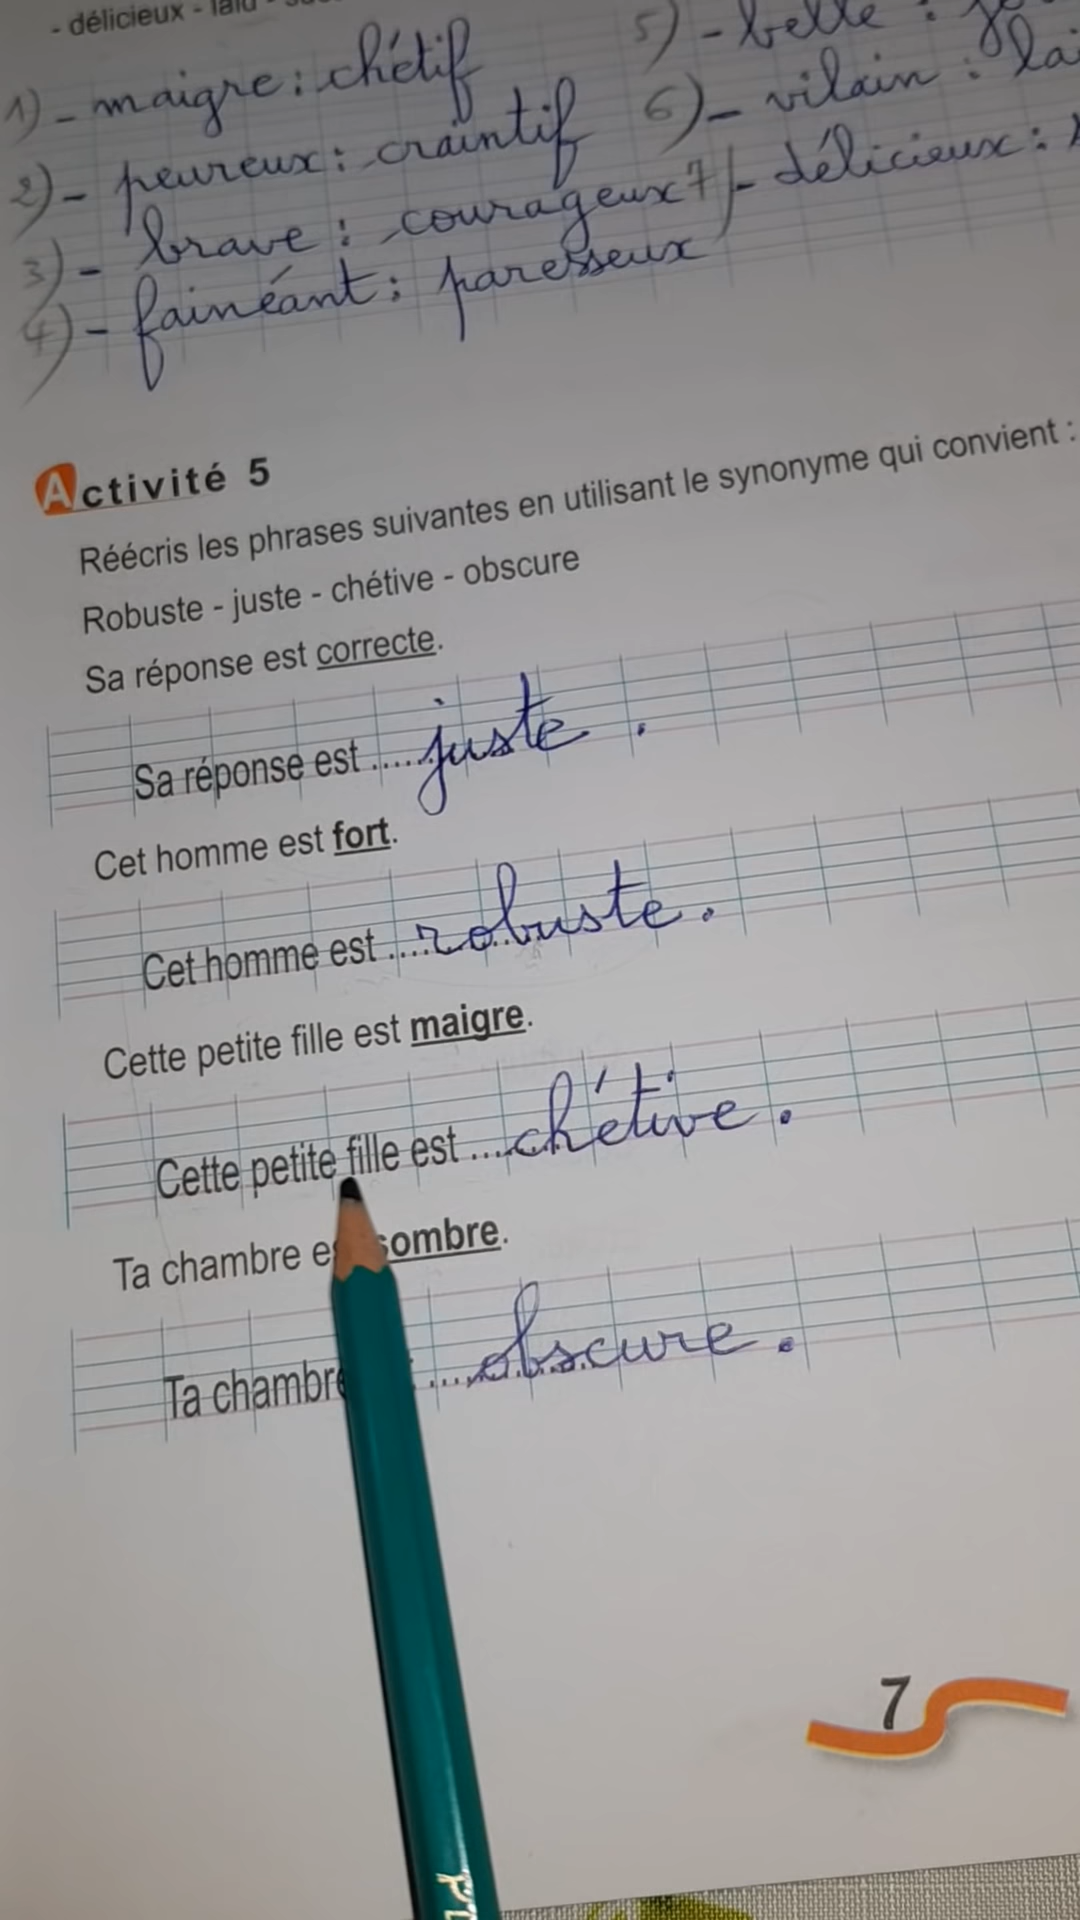 - délicieux - laid -
1)- maigre : chétif
2)- peureux : craintif
3)- brave : courageux
4)- fainéant : paresseux
5)- belle :
6)- vilain :
7)- délicieux :
Activité 5
Réécris les phrases suivantes en utilisant le synonyme qui convient :
Robuste - juste - chétive - obscure
Sa réponse est correcte.
Sa réponse est ..... juste .
Cet homme est fort.
Cet homme est .... robuste .
Cette petite fille est maigre.
Cette petite fille est .... chétive .
Ta chambre sombre.
Ta chambre .... obscure .
7